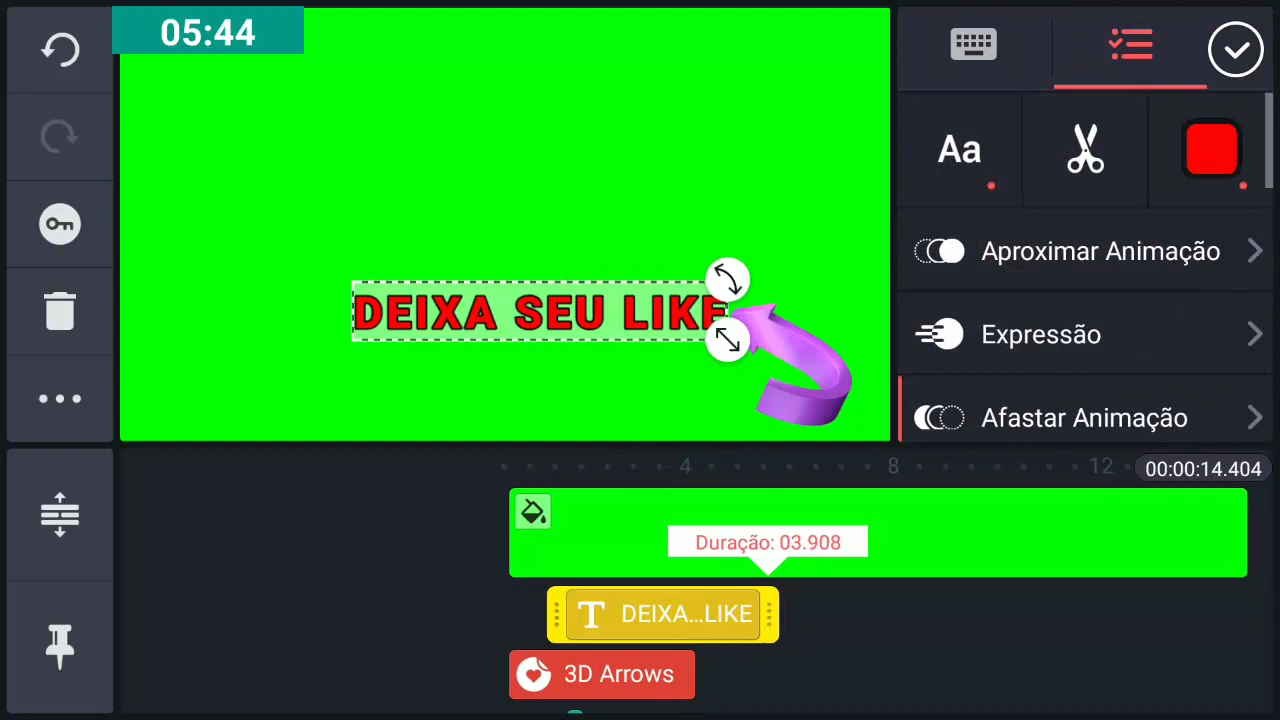 05:44
Aa
DEIXA SEU LIKE
Aproximar Animação
Expressão
Afastar Animação
4 8 12 00:00:14.404
Duração: 03.908
T DEIXA...LIKE
3D Arrows